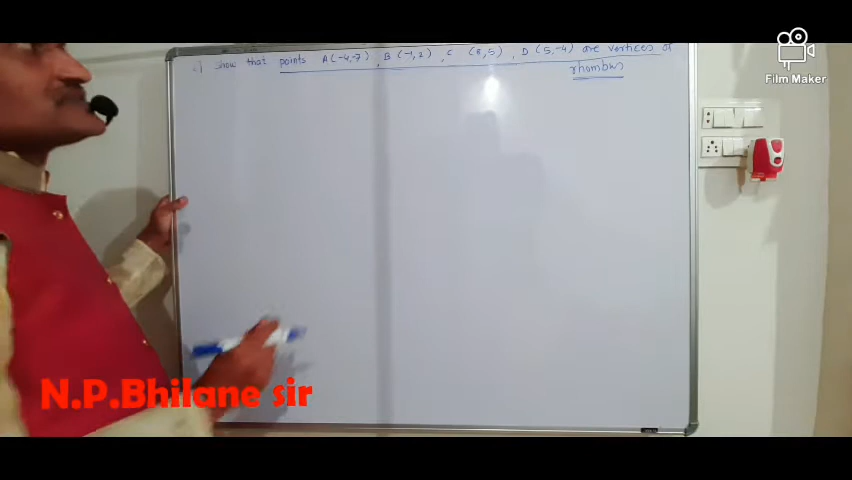 show that points A(-4,-7), B(-1,2), C (8,5), D(5,-4) are vertices of
rhombus
Film Maker
N.P.Bhilane sir